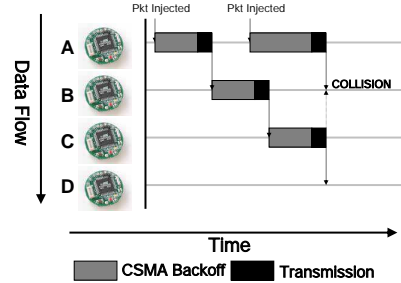 Pkt Injected Pkt Injected
A
B
COLLISION
C
D
Data Flow
Time
CSMA Backoff Transmission